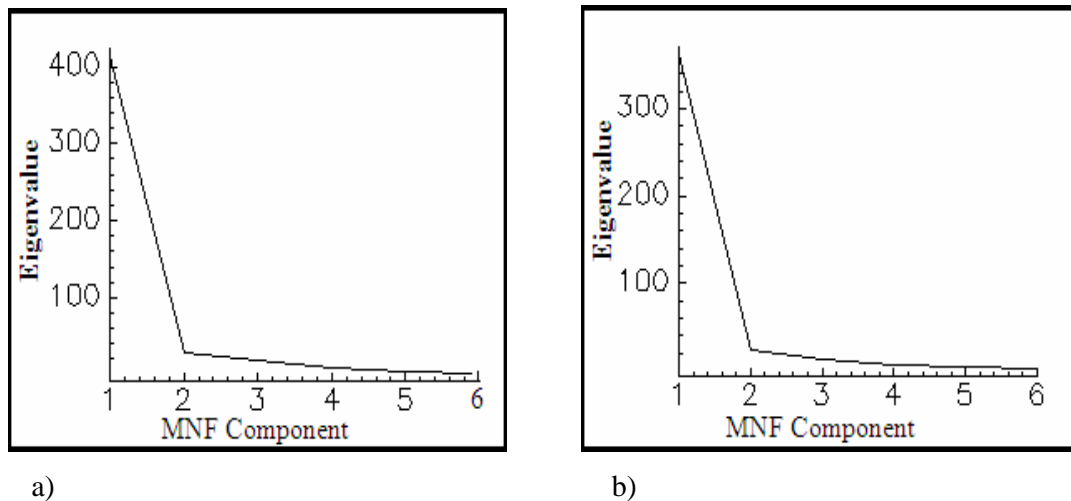 400
300
200
100
Eigenvalue
1 2 3 4 5 6
MNF Component
a)
300
200
100
Eigenvalue
1 2 3 4 5 6
MNF Component
b)